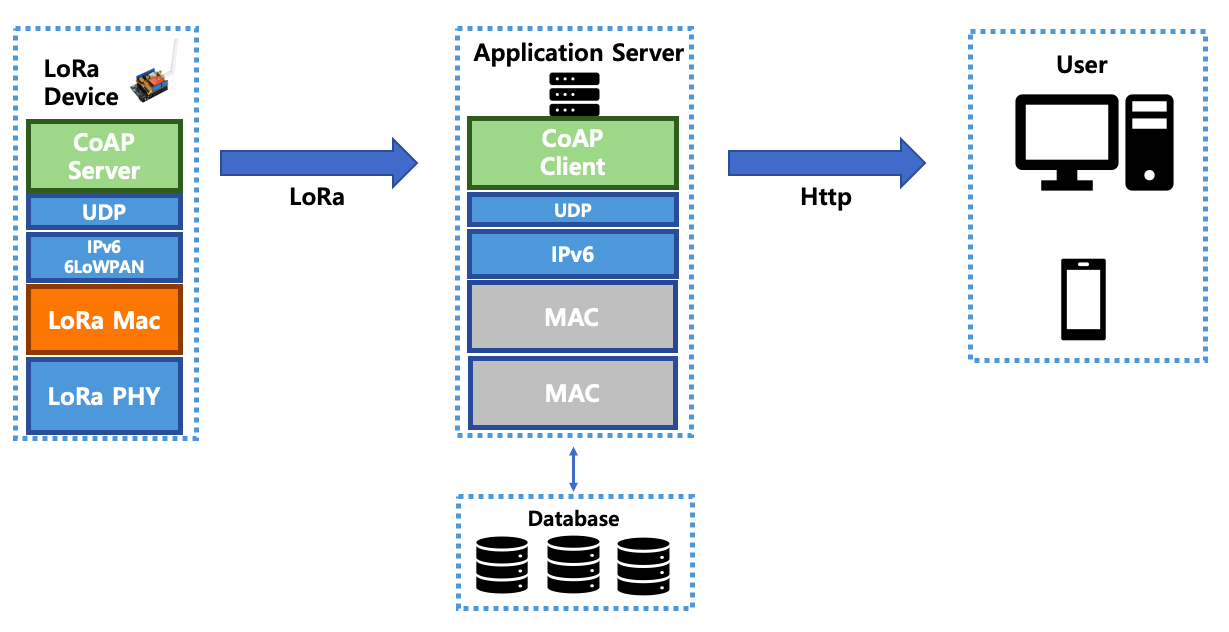 LoRa
Device
CoAP
Server
UDP
IPv6
6LoWPAN
LoRa Mac
LoRa PHY
LoRa
Application Server
CoAP
Client
UDP
IPv6
MAC
MAC
Database
Http
User